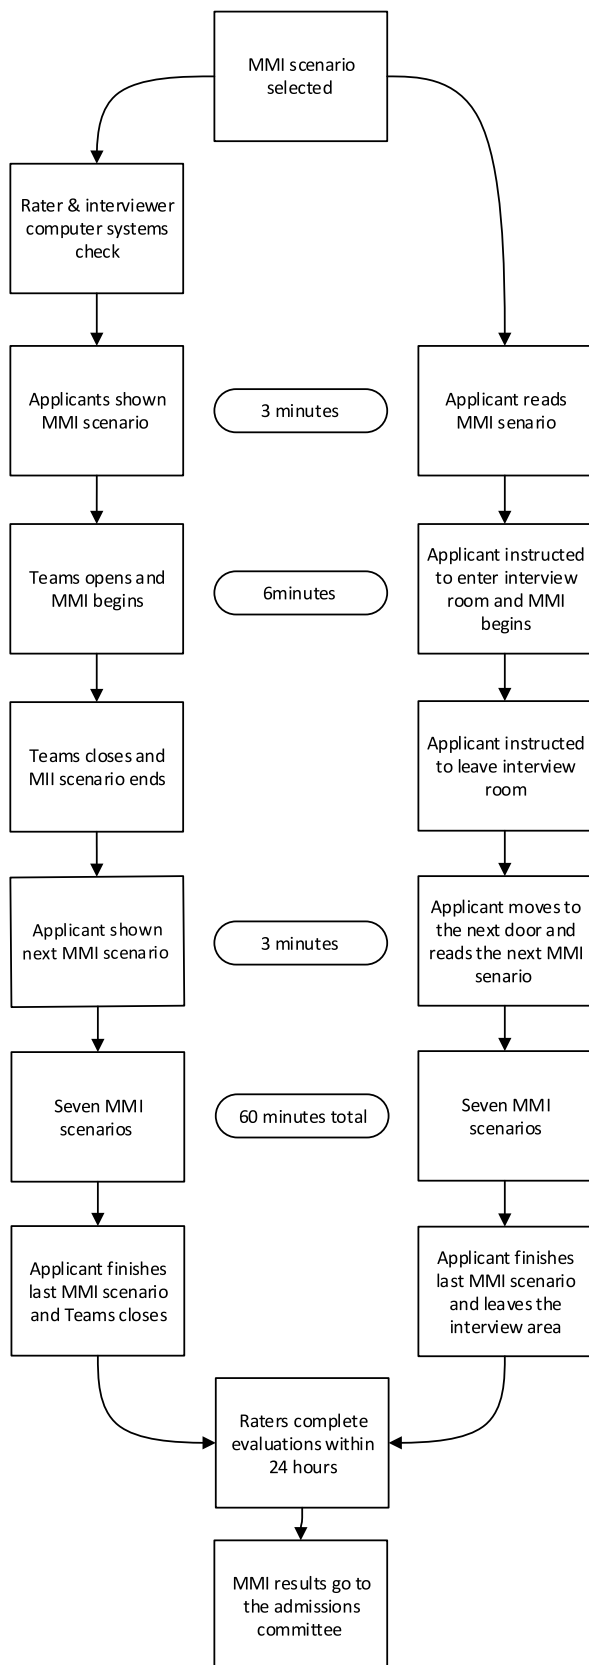 MMI scenario
selected
Rater & interviewer
computer systems
check
Applicants shown
MMI scenario
3 minutes
Applicant reads
MMI senario
Teams opens and
MMI begins
6minutes
Applicant instructed
to enter interview
room and MMI
begins
Teams closes and
MII scenario ends
Applicant instructed
to leave interview
room
Applicant shown
next MMI scenario
3 minutes
Applicant moves to
the next door and
reads the next MMI
senario
Seven MMI
scenarios
60 minutes total
Seven MMI
scenarios
Applicant finishes
last MMI scenario
and Teams closes
Applicant finishes
last MMI scenario
and leaves the
interview area
Raters complete
evaluations within
24 hours
MMI results go to
the admissions
committee